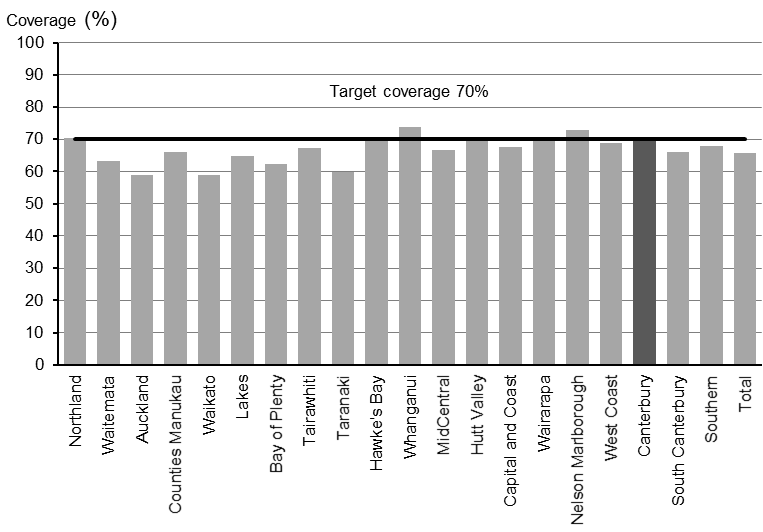 Coverage (%)
100
90
80
Target coverage 70%
70
60
50
40
30
20
10
0
Northland
Waitemata
Auckland
Counties Manukau
Waikato
Lakes
Bay of Plenty
Tairawhiti
Taranaki
Hawke's Bay
Whanganui
MidCentral
Hutt Valley
Capital and Coast
Wairarapa
Nelson Marlborough
West Coast
Canterbury
South Canterbury
Southern
Total